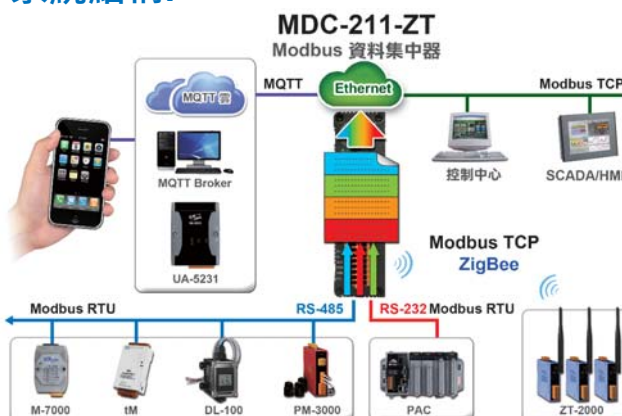 MDC-211-ZT
Modbus 資料集中器
MQTT
Ethernet
Modbus TCP
MQTT 雲
MQTT Broker
控制中心
SCADA/HMI
UA-5231
Modbus TCP
ZigBee
Modbus RTU
RS-485
RS-232 Modbus RTU
M-7000
tM
DL-100
PM-3000
PAC
ZT-2000